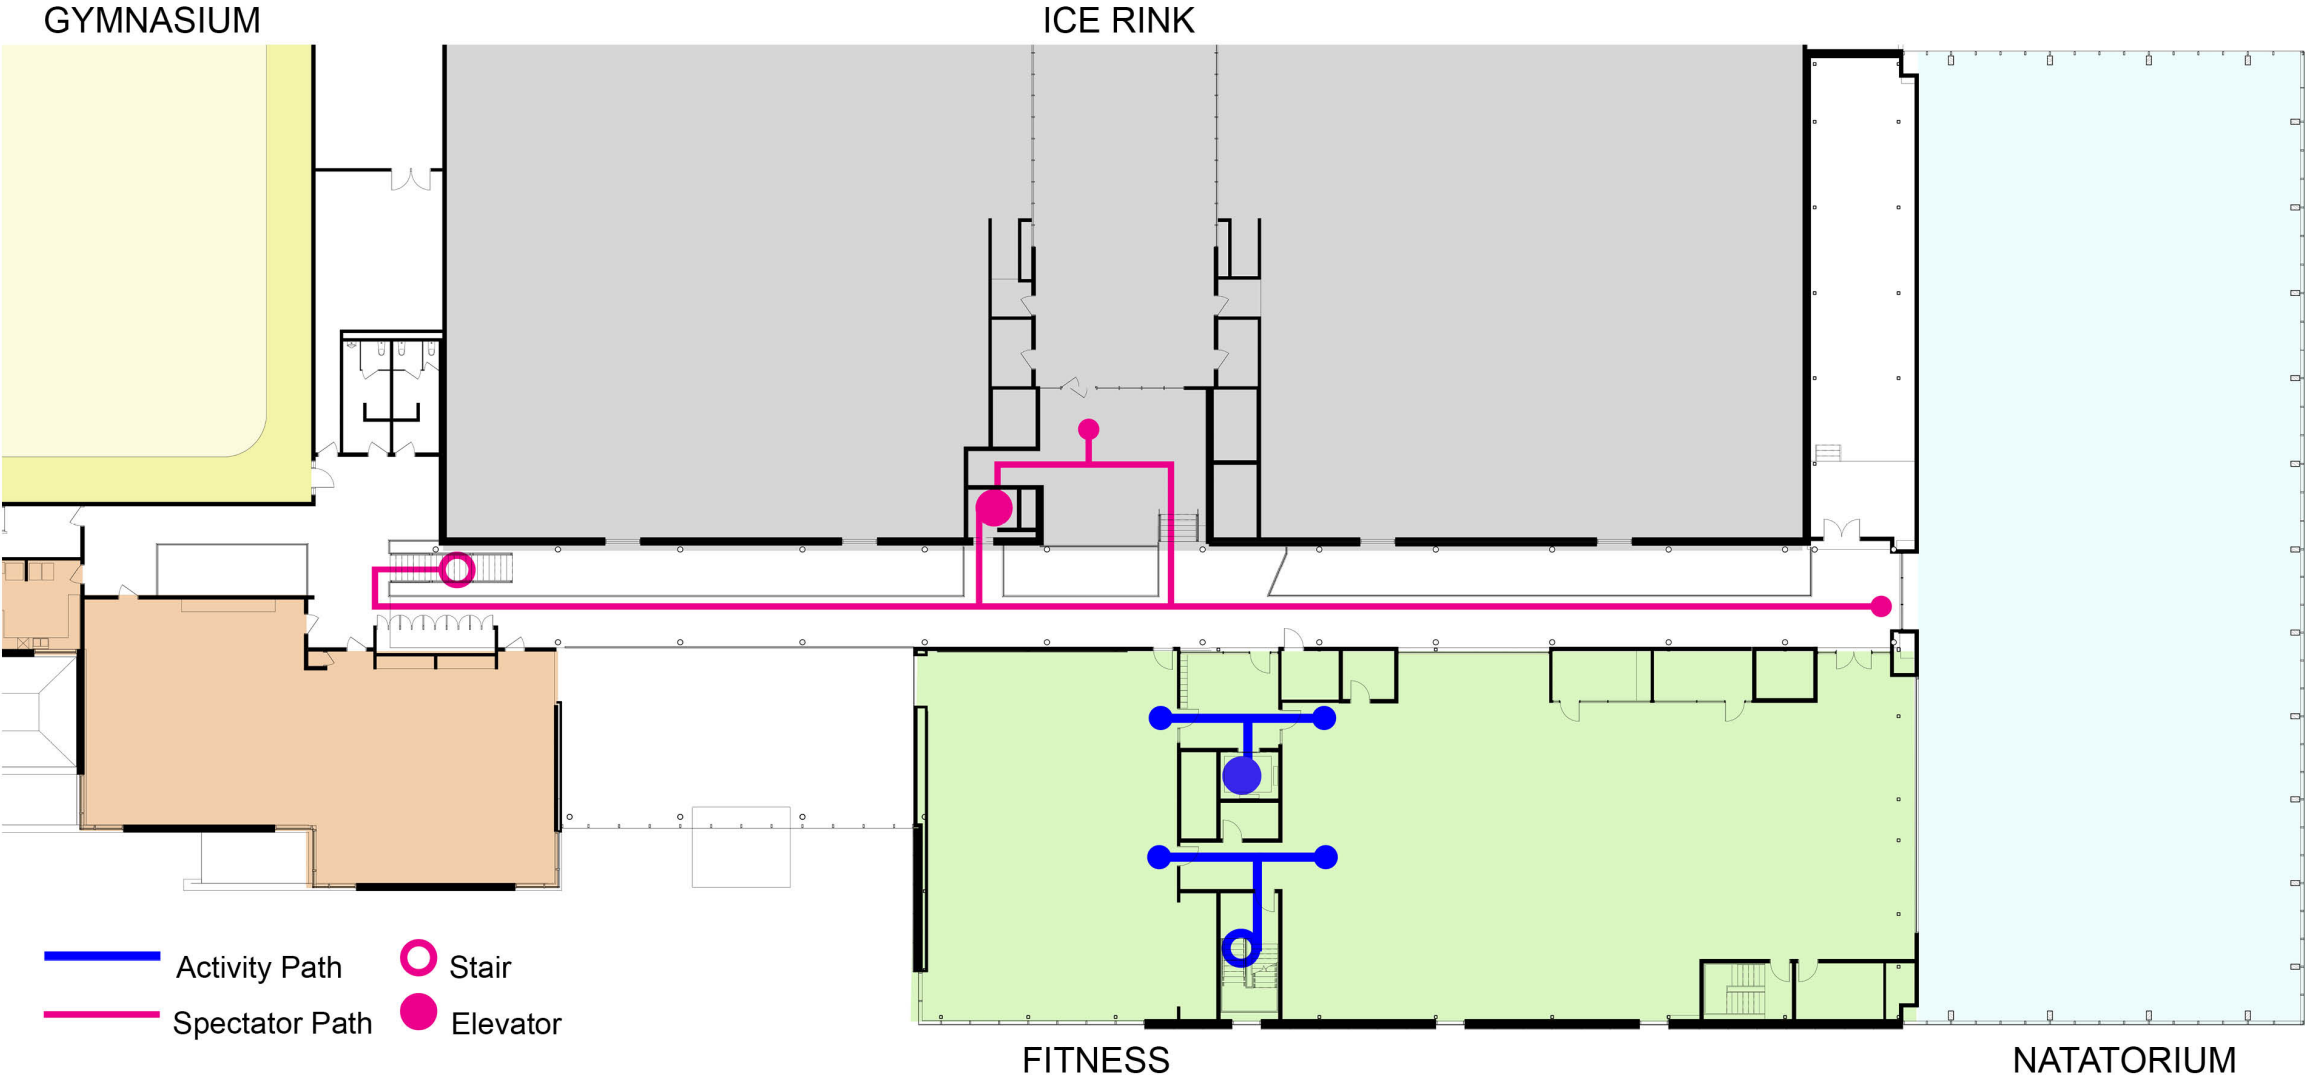 GYMNASIUM
ICE RINK
Activity Path
Stair
Spectator Path
Elevator
FITNESS
NATATORIUM